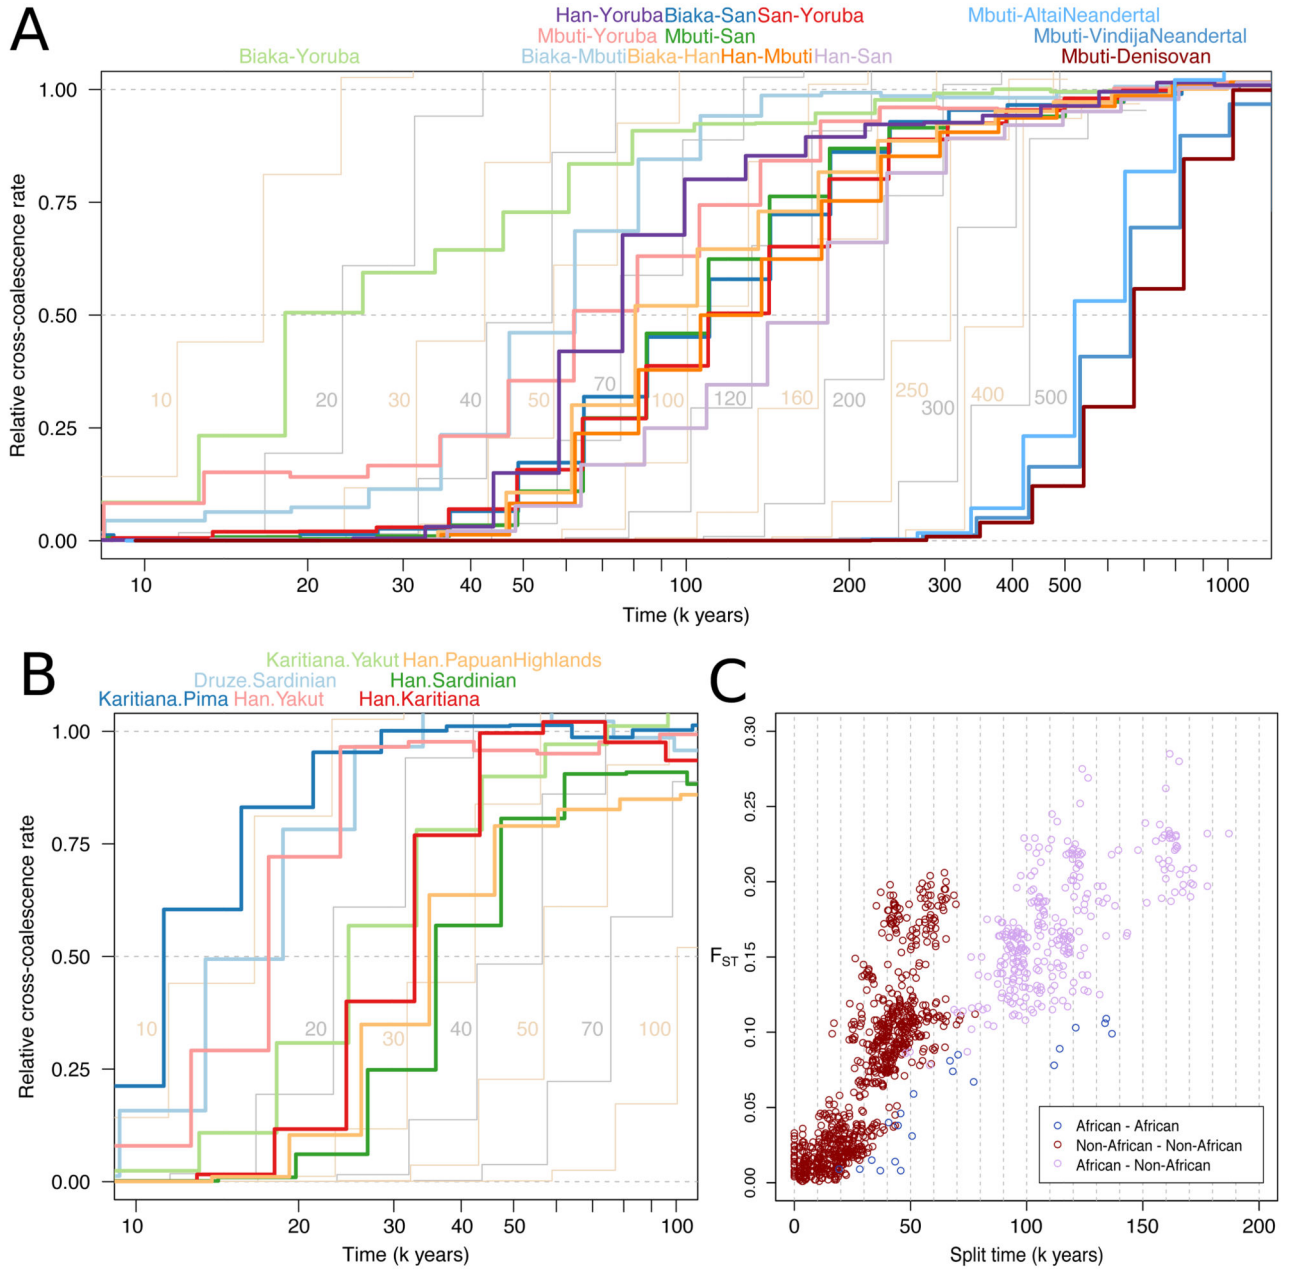 A
Han-Yoruba Biaka-San San-Yoruba Mbuti-AltaiNeandertal
Mbuti-Yoruba Mbuti-San Mbuti-VindijaNeandertal
Biaka-Yoruba Biaka-Mbuti Biaka-Han Han-Mbuti Han-San Mbuti-Denisovan
Relative cross-coalescence rate
1.00
0.75
0.50
0.25
0.00
10 20 30 40 50 70 100 120 160 200 250 300 400 500
10 20 30 40 50 100 200 300 400 500 1000
Time (k years)
B
Karitiana.Yakut Han.PapuanHighlands
Druze.Sardinian Han.Sardinian
Karitiana.Pima Han.Yakut Han.Karitiana
Relative cross-coalescence rate
1.00
0.75
0.50
0.25
0.00
10 20 30 40 50 70 100
10 20 30 40 50 100
Time (k years)
C
FST
0.30
0.25
0.20
0.15
0.10
0.05
0.00
African - African
Non-African - Non-African
African - Non-African
0 50 100 150 200
Split time (k years)